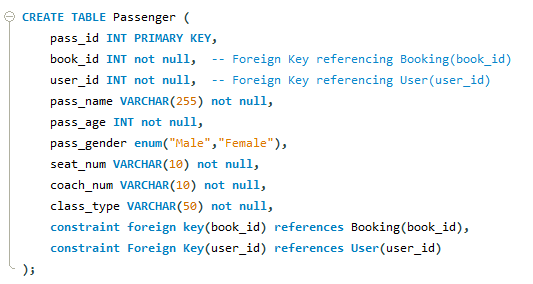 CREATE TABLE Passenger (
    pass_id INT PRIMARY KEY,
    book_id INT not null,  -- Foreign Key referencing Booking(book_id)
    user_id INT not null,  -- Foreign Key referencing User(user_id)
    pass_name VARCHAR(255) not null,
    pass_age INT not null,
    pass_gender enum("Male","Female"),
    seat_num VARCHAR(10) not null,
    coach_num VARCHAR(10) not null,
    class_type VARCHAR(50) not null,
    constraint foreign key(book_id) references Booking(book_id),
    constraint Foreign Key(user_id) references User(user_id)
);